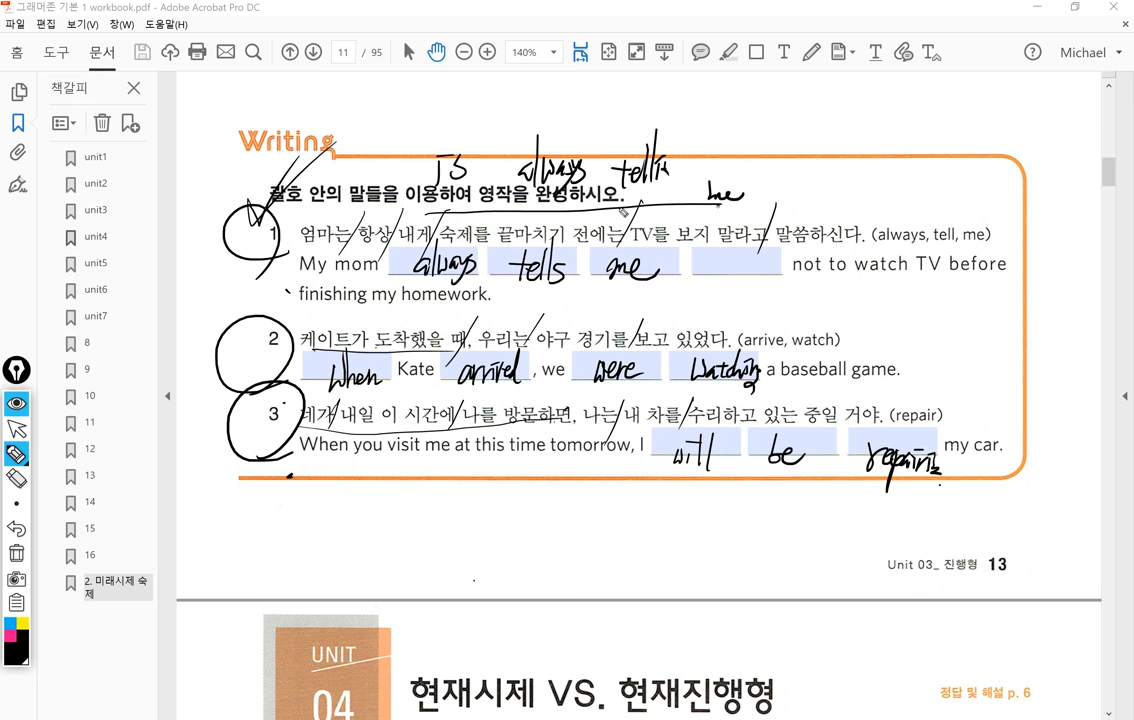 그래머존 기본 1 workbook.pdf - Adobe Acrobat Pro DC
파일 편집 보기(V) 창(W) 도움말(H)
홈 도구 문서 11 / 95 140% Michael
책갈피
unit1
unit2
unit3
unit4
unit5
unit6
unit7
8
9
10
11
12
13
14
15
16
2. 미래시제 숙
제
Writing
is always
괄호 안의 말들을 이용하여 영작을 완성하시오. me
1 엄마는 항상 내게 숙제를 끝마치기 전에는 TV를 보지 말라고 말씀하신다. (always, tell, me)
My mom always tells me not to watch TV before
finishing my homework.
2 케이트가 도착했을 때, 우리는 야구 경기를 보고 있었다. (arrive, watch)
When Kate arrived, we were watching a baseball game.
3 네가 내일 이 시간에 나를 방문하면, 나는 내 차를 수리하고 있는 중일 거야. (repair)
When you visit me at this time tomorrow, I will be repairing my car.
Unit 03_ 진행형 13
UNIT
04
현재시제 VS. 현재진행형
정답 및 해설 p. 6